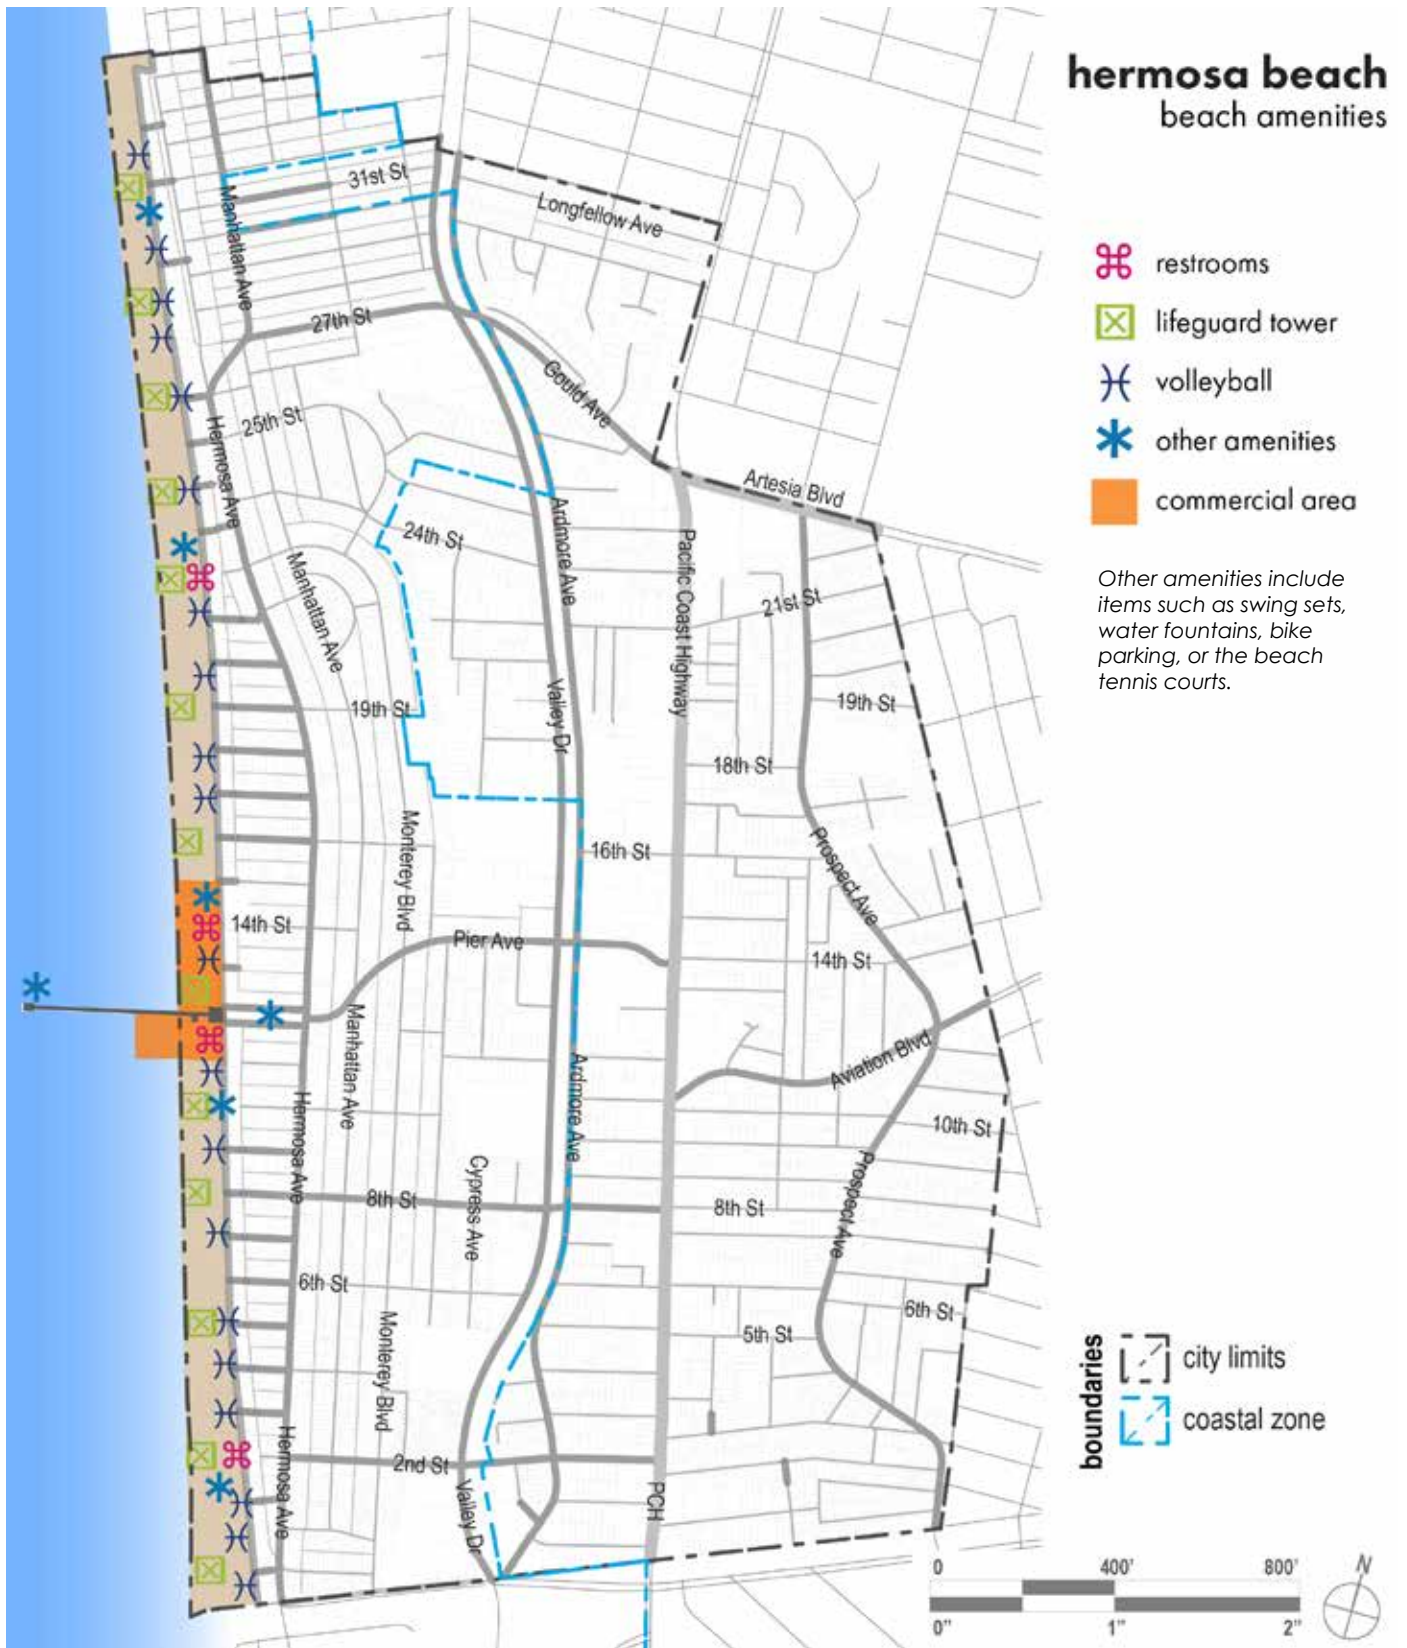 hermosa beach
beach amenities
restrooms
lifeguard tower
volleyball
other amenities
commercial area
Other amenities include
items such as swing sets,
water fountains, bike
parking, or the beach
tennis courts.
31st St
Longfellow Ave
Manhattan Ave
27th St
Gould Ave
25th St
Hermosa Ave
Artesia Blvd
24th St
Ardmore Ave
Pacific Coast Highway
Manhattan Ave
21st St
19th St
Valley Dr
19th St
18th St
Monterey Blvd
16th St
Prospect Ave
14th St
Pier Ave
14th St
Manhattan Ave
Aviation Blvd
Ardmore Ave
Hermosa Ave
10th St
Cypress Ave
Prospect Ave
8th St
8th St
6th St
6th St
5th St
Monterey Blvd
Hermosa Ave
2nd St
Valley Dr
PCH
boundaries
city limits
coastal zone
0 400' 800'
0" 1" 2"
N